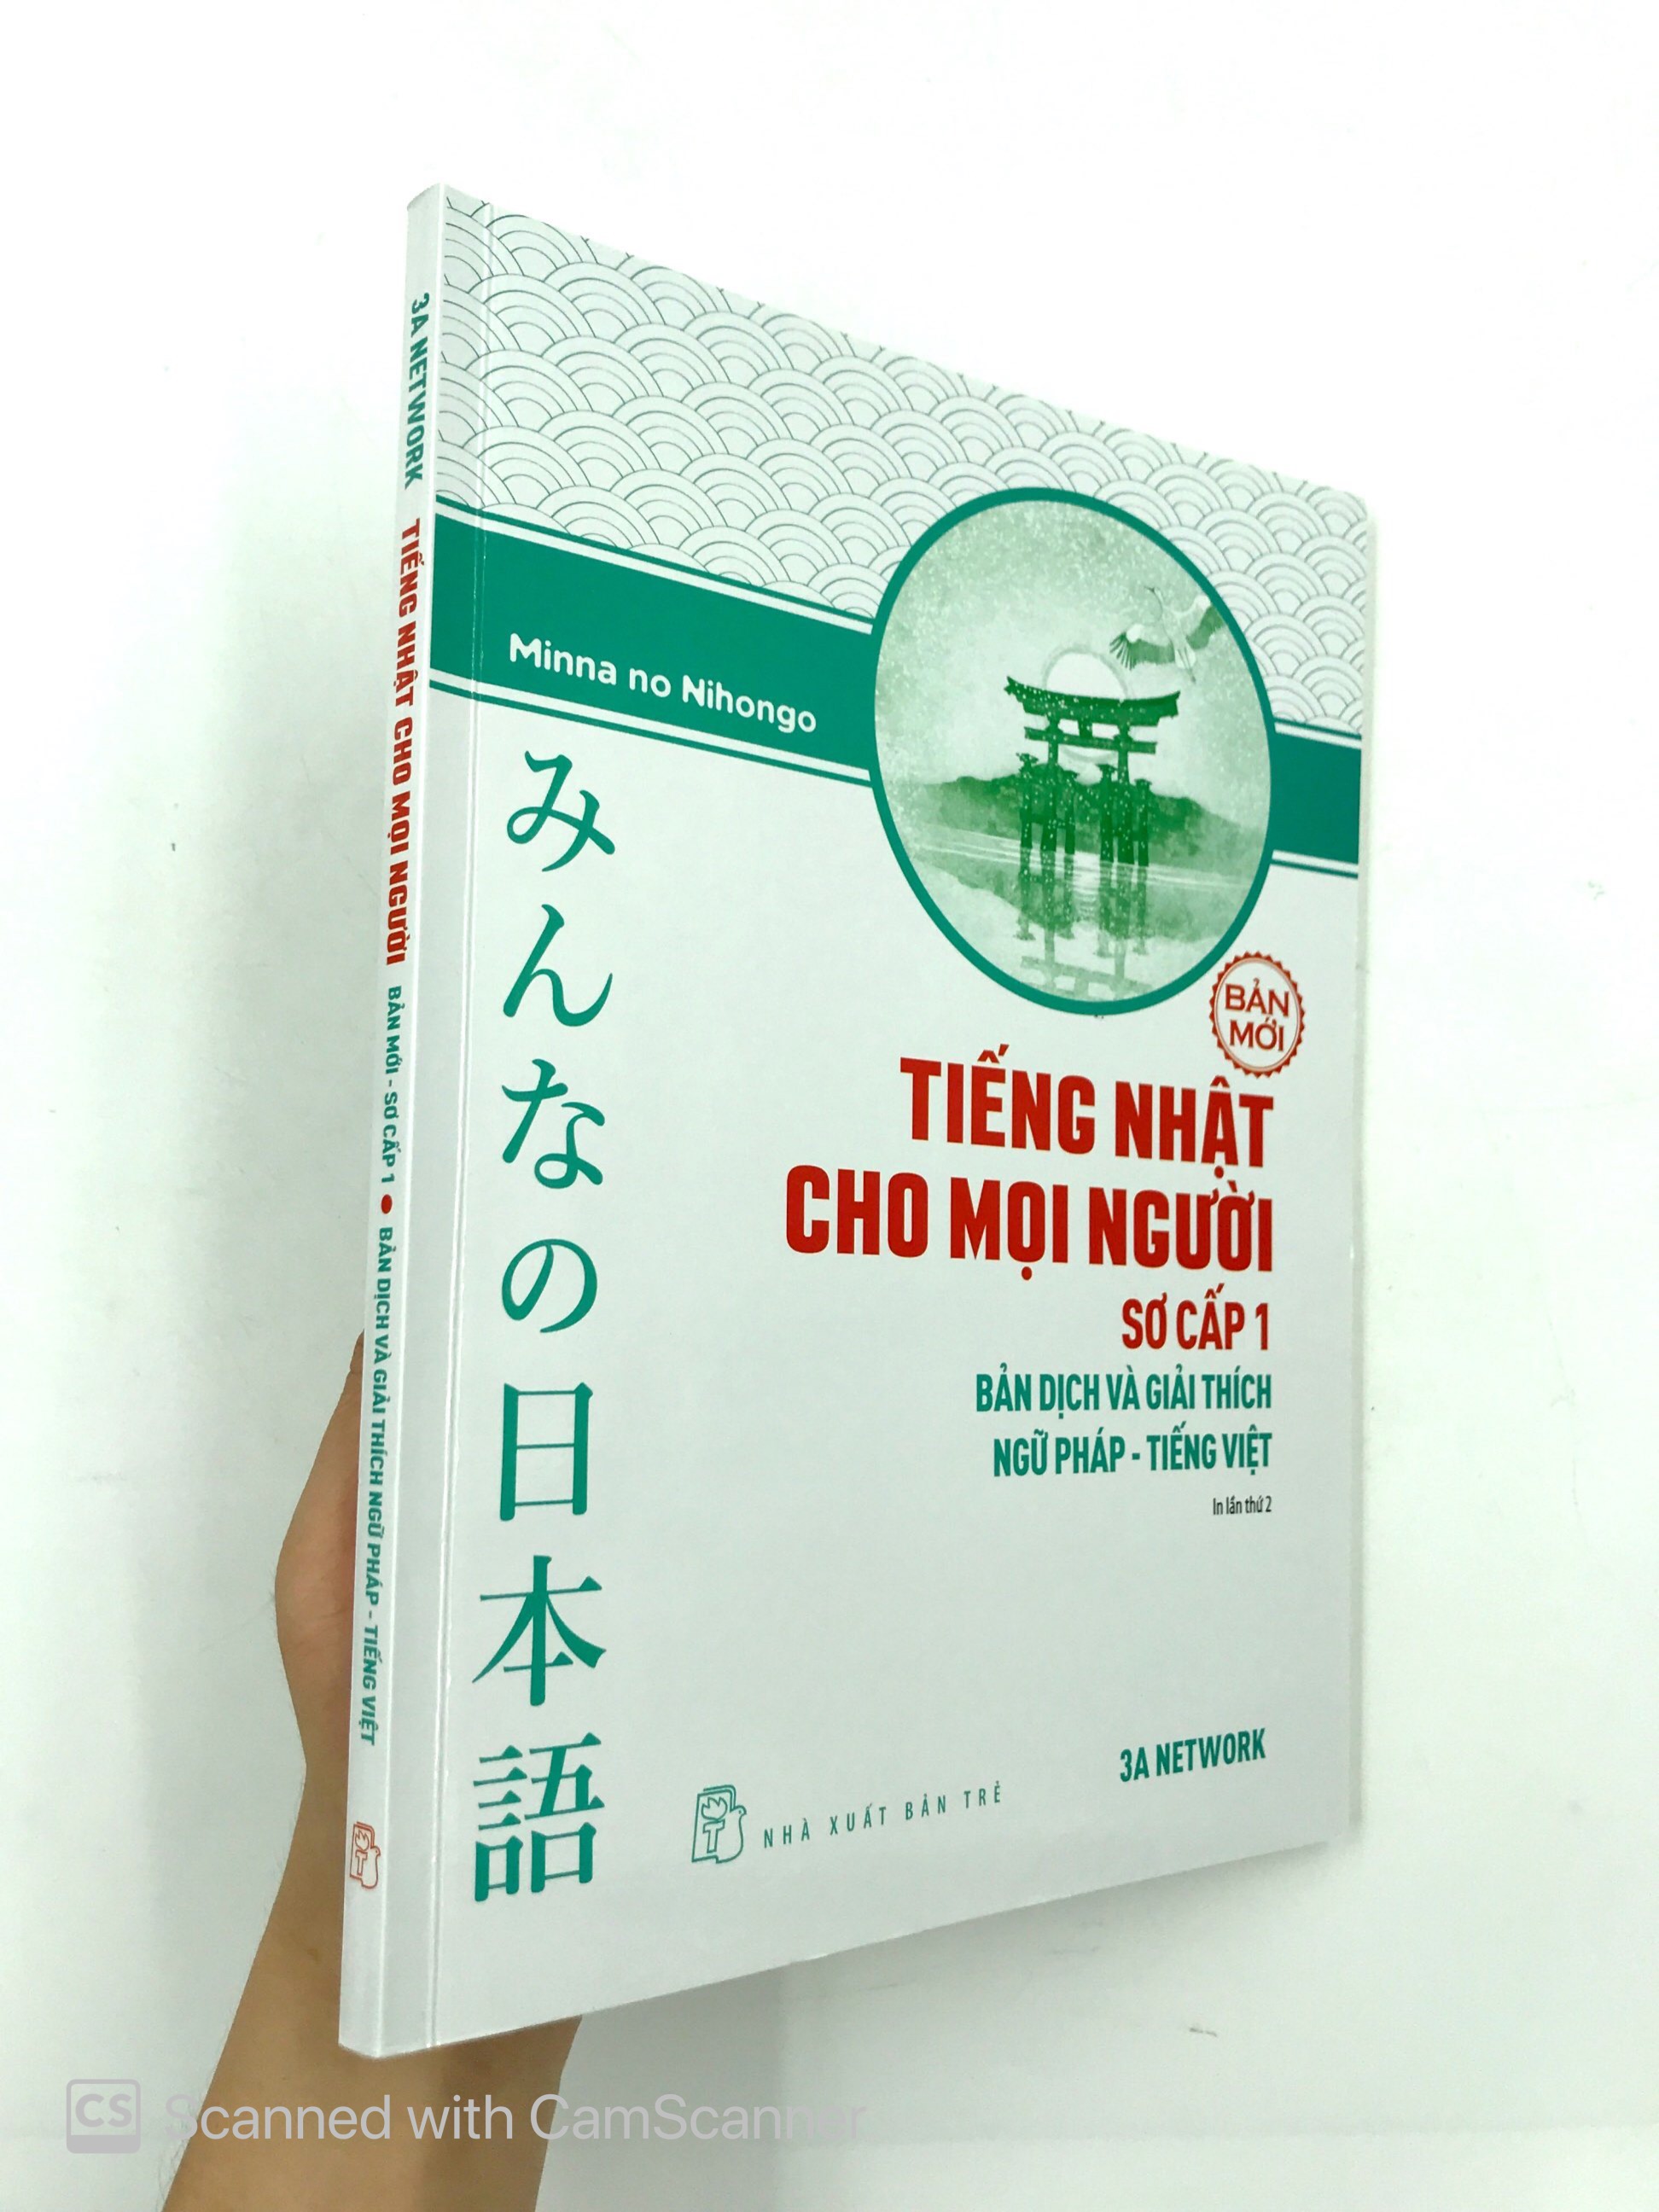 3A NETWORK TIẾNG NHẬT CHO MỌI NGƯỜI BẢN MỚI - SƠ CẤP 1 ● BẢN DỊCH VÀ GIẢI THÍCH NGỮ PHÁP - TIẾNG VIỆT
Minna no Nihongo
みんなの日本語
BẢN
MỚI
TIẾNG NHẬT
CHO MỌI NGƯỜI
SƠ CẤP 1
BẢN DỊCH VÀ GIẢI THÍCH
NGỮ PHÁP - TIẾNG VIỆT
In lần thứ 2
3A NETWORK
NHÀ XUẤT BẢN TRẺ
CS Scanned with CamScanner